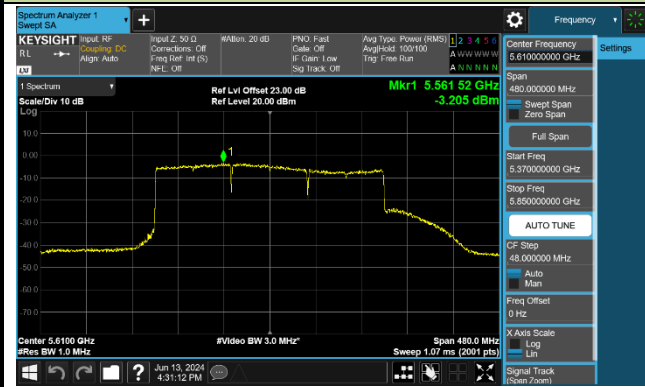 Spectrum Analyzer 1
Swept SA
Frequency
KEYSIGHT
RL
LXI
Input: RF
Coupling: DC
Align: Auto
Input Z: 50 Ω
Corrections: Off
Freq Ref: Int (S)
NFE: Off
#Atten: 20 dB
PNO: Fast
Gate: Off
IF Gain: Low
Sig Track: Off
Avg Type: Power (RMS)
Avg|Hold: 100/100
Trig: Free Run
1 2 3 4 5 6
A W W W W W
A N N N N N
1 Spectrum
Scale/Div 10 dB
Log
Ref Lvl Offset 23.00 dB
Ref Level 20.00 dBm
Mkr1 5.561 52 GHz
-3.205 dBm
1
10.0
0.00
-10.0
-20.0
-30.0
-40.0
-50.0
-60.0
-70.0
Center 5.6100 GHz
#Res BW 1.0 MHz
#Video BW 3.0 MHz*
Span 480.0 MHz
Sweep 1.07 ms (2001 pts)
Jun 13, 2024
4:31:12 PM
Center Frequency
5.610000000 GHz
Settings
Span
480.000000 MHz
Swept Span
Zero Span
Full Span
Start Freq
5.370000000 GHz
Stop Freq
5.850000000 GHz
AUTO TUNE
CF Step
48.000000 MHz
Auto
Man
Freq Offset
0 Hz
X Axis Scale
Log
Lin
Signal Track
(Span Zoom)